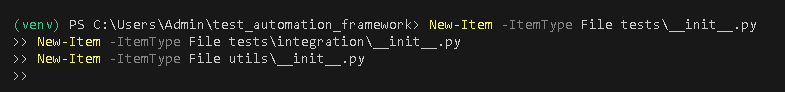 (venv) PS C:\Users\Admin\test_automation_framework> New-Item -ItemType File tests\__init__.py
>> New-Item -ItemType File tests\integration\__init__.py
>> New-Item -ItemType File utils\__init__.py
>>